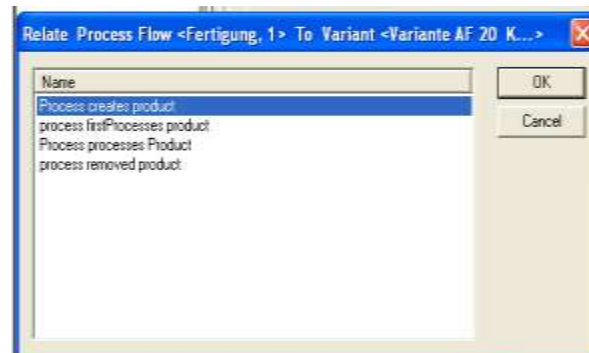 Relate Process Flow <Fertigung, 1> To Variant <Variante AF 20 K...>
Name
OK
Process creates product
Cancel
process firstProcesses product
Process processes Product
process removed product